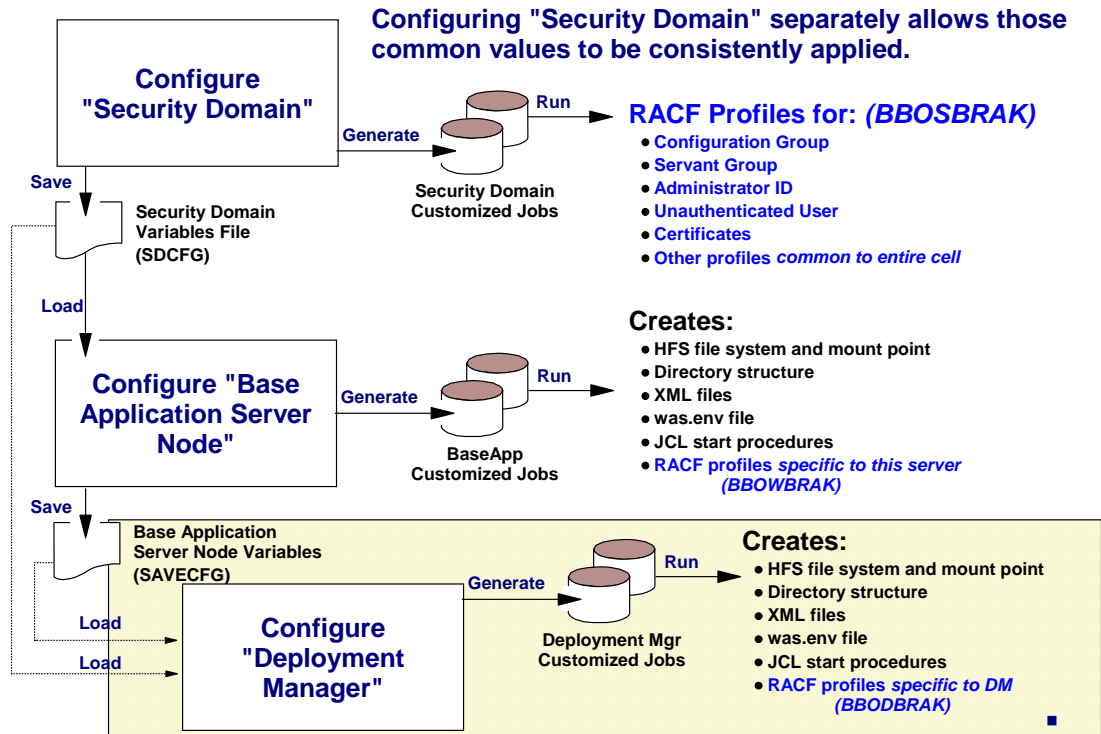 Configuring "Security Domain" separately allows those
common values to be consistently applied.
Configure
"Security Domain"
Generate
Run
Security Domain
Customized Jobs
RACF Profiles for: (BBOSBRAK)
● Configuration Group
● Servant Group
● Administrator ID
● Unauthenticated User
● Certificates
● Other profiles common to entire cell
Save
Security Domain
Variables File
(SDCFG)
Load
Configure "Base
Application Server
Node"
Generate
Run
BaseApp
Customized Jobs
Creates:
● HFS file system and mount point
● Directory structure
● XML files
● was.env file
● JCL start procedures
● RACF profiles specific to this server
(BBOWBRAK)
Save
Base Application
Server Node Variables
(SAVECFG)
Load
Load
Configure
"Deployment
Manager"
Generate
Run
Deployment Mgr
Customized Jobs
Creates:
● HFS file system and mount point
● Directory structure
● XML files
● was.env file
● JCL start procedures
● RACF profiles specific to DM
(BBODBRAK)